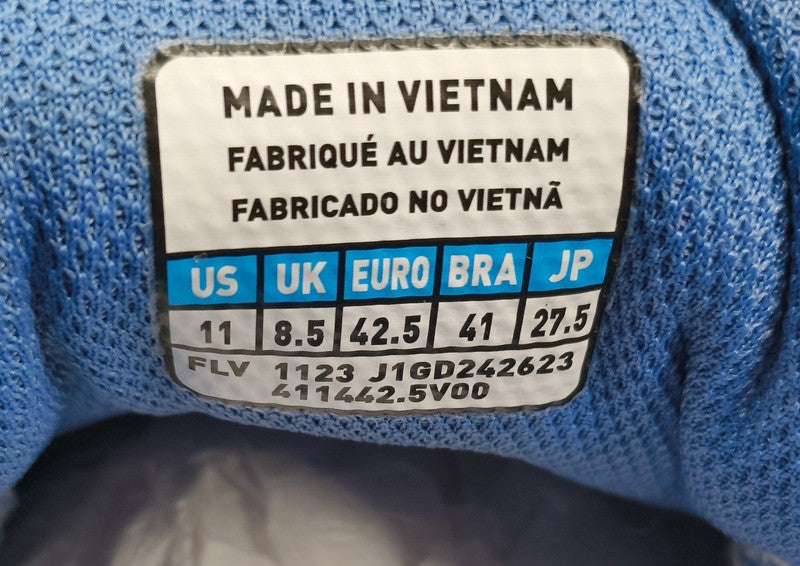 MADE IN VIETNAM
FABRIQUÉ AU VIETNAM
FABRICADO NO VIETNÃ
US UK EURO BRA JP
11 8.5 42.5 41 27.5
FLV 1123 J1GD242623
411442.5V00